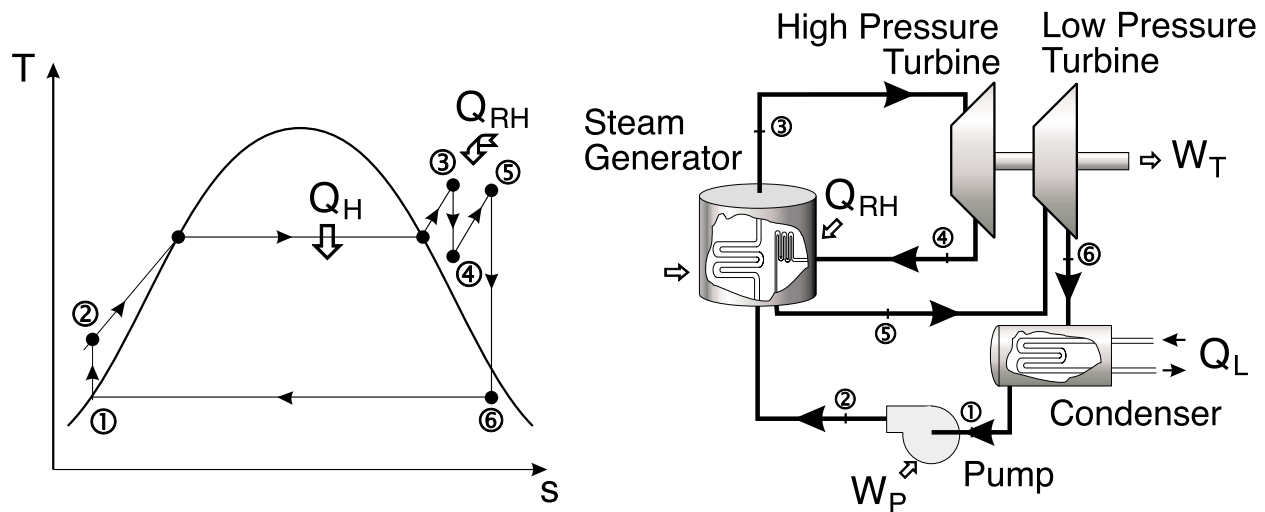 T
Q_RH
③
⑤
Q_H
④
②
①
⑥
s
High Pressure
Turbine
Low Pressure
Turbine
Steam
Generator
③
W_T
Q_RH
④
⑥
⑤
Q_L
②
①
Condenser
Pump
W_P